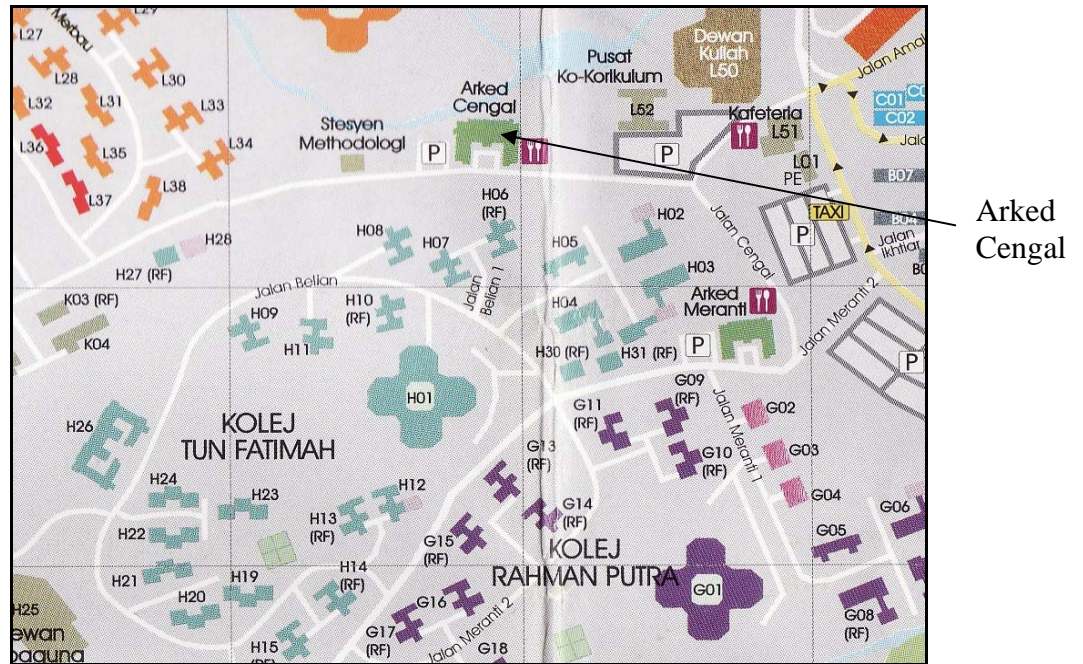 L29
Merbau
L27
L28
L30
L32
L31
L33
L36
L35
L34
L37
L38
Stesyen
Methodologi
P
Arked
Cengal
Pusat
Ko-Korikulum
L52
Dewan
Kuliah
L50
Kafeteria
L51
P
L01
PE
Jalan Amal
C01
C02
B07
TAXI
P
B04
Jalan
Ikhtiar
Arked
Cengal
H28
H27 (RF)
H08
H07
H06
(RF)
H05
H02
H03
Jalan Cengal
Jalan Belian
Jalan
Belian 1
K03 (RF)
K04
H09
H11
H10
(RF)
H04
H30 (RF)
H31 (RF)
Arked
Meranti
P
Jalan Meranti 2
P
H01
H26
KOLEJ
TUN FATIMAH
G11
(RF)
G09
(RF)
G10
(RF)
Jalan Meranti 1
G02
G03
G04
G13
(RF)
G14
(RF)
G15
(RF)
H24
H23
H22
H21
H20
H19
H13
(RF)
H12
H14
(RF)
H15
(RF)
KOLEJ
RAHMAN PUTRA
G01
G05
G06
G08
(RF)
G16
G17
(RF)
Jalan Meranti 2
G18
H25